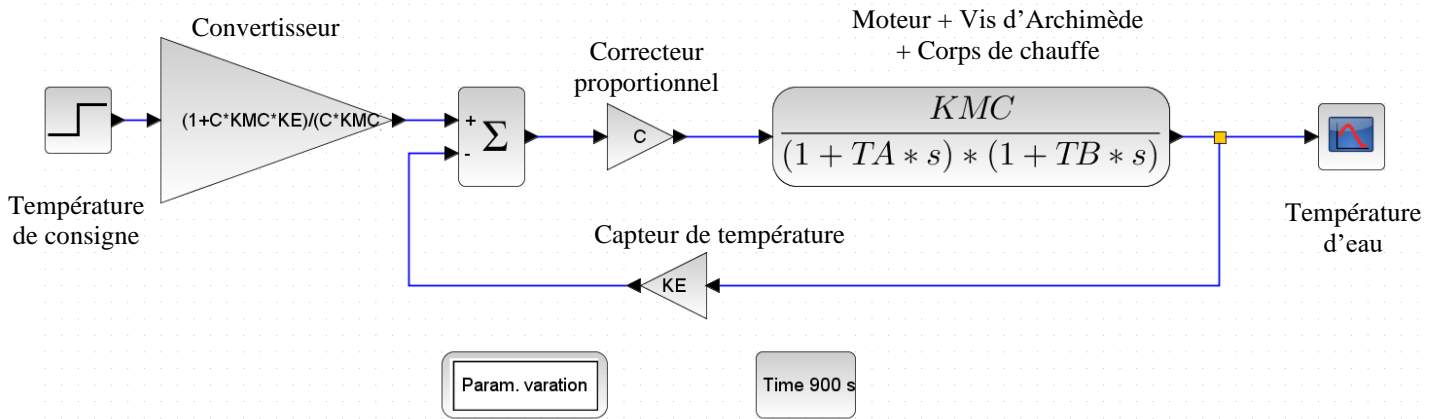 Convertisseur
Moteur + Vis d’Archimède
+ Corps de chauffe
Correcteur
proportionnel
(1+C*KMC*KE)/(C*KMC
+
-
Σ
C
KMC
(1 + TA * s) * (1 + TB * s)
Température
de consigne
Température
d’eau
Capteur de température
KE
Param. varation
Time 900 s